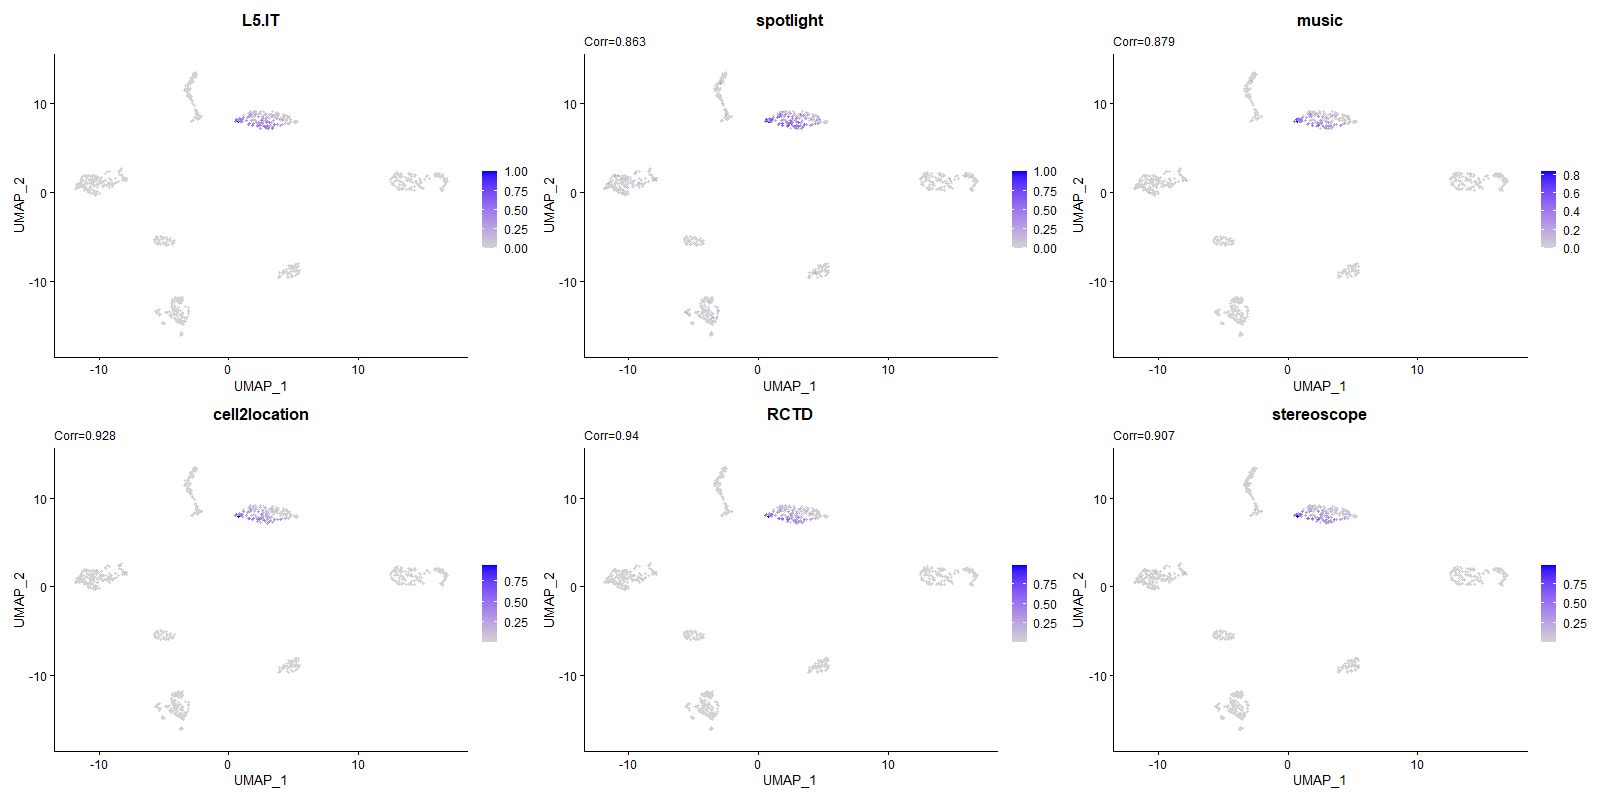 L5.IT
UMAP_2
10
0
-10
-10
0
10
UMAP_1
1.00
0.75
0.50
0.25
0.00
spotlight
Corr=0.863
UMAP_2
10
0
-10
-10
0
10
UMAP_1
1.00
0.75
0.50
0.25
0.00
music
Corr=0.879
UMAP_2
10
0
-10
-10
0
10
UMAP_1
0.8
0.6
0.4
0.2
0.0
cell2location
Corr=0.928
UMAP_2
10
0
-10
-10
0
10
UMAP_1
0.75
0.50
0.25
RCTD
Corr=0.94
UMAP_2
10
0
-10
-10
0
10
UMAP_1
0.75
0.50
0.25
stereoscope
Corr=0.907
UMAP_2
10
0
-10
-10
0
10
UMAP_1
0.75
0.50
0.25